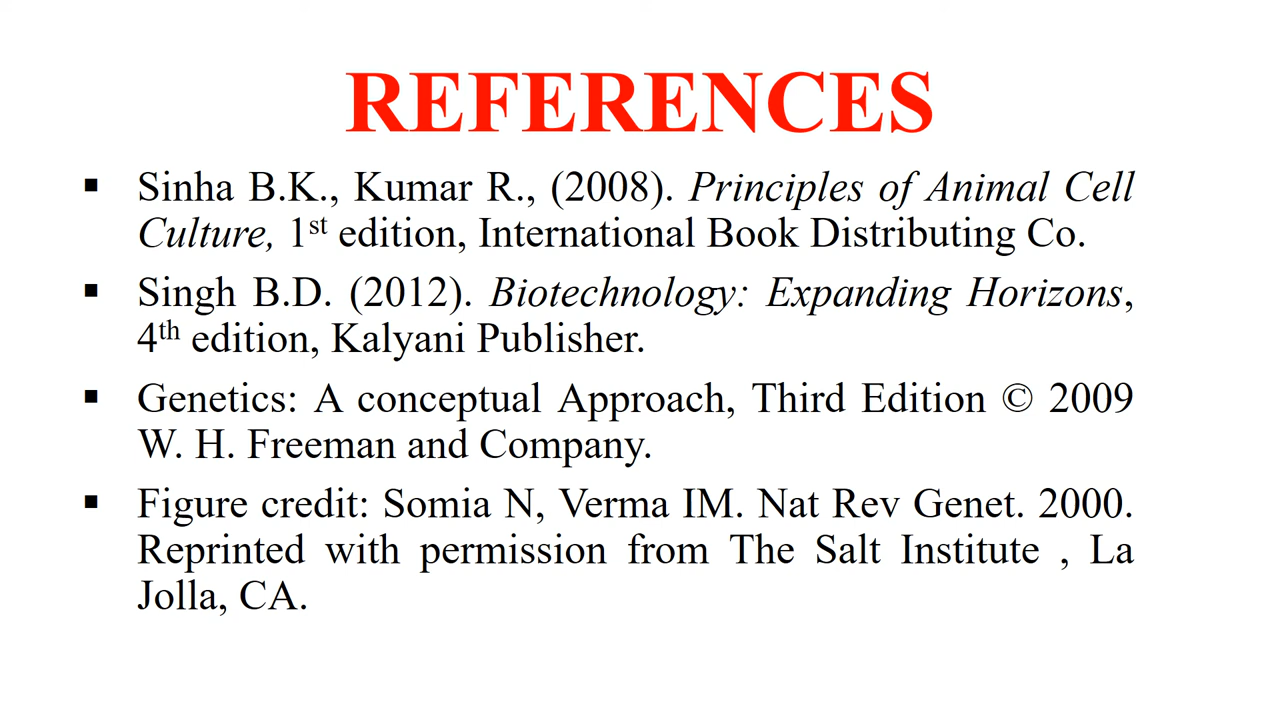 REFERENCES
▪ Sinha B.K., Kumar R., (2008). Principles of Animal Cell
Culture, 1st edition, International Book Distributing Co.
▪ Singh B.D. (2012). Biotechnology: Expanding Horizons,
4th edition, Kalyani Publisher.
▪ Genetics: A conceptual Approach, Third Edition © 2009
W. H. Freeman and Company.
▪ Figure credit: Somia N, Verma IM. Nat Rev Genet. 2000.
Reprinted with permission from The Salt Institute , La
Jolla, CA.